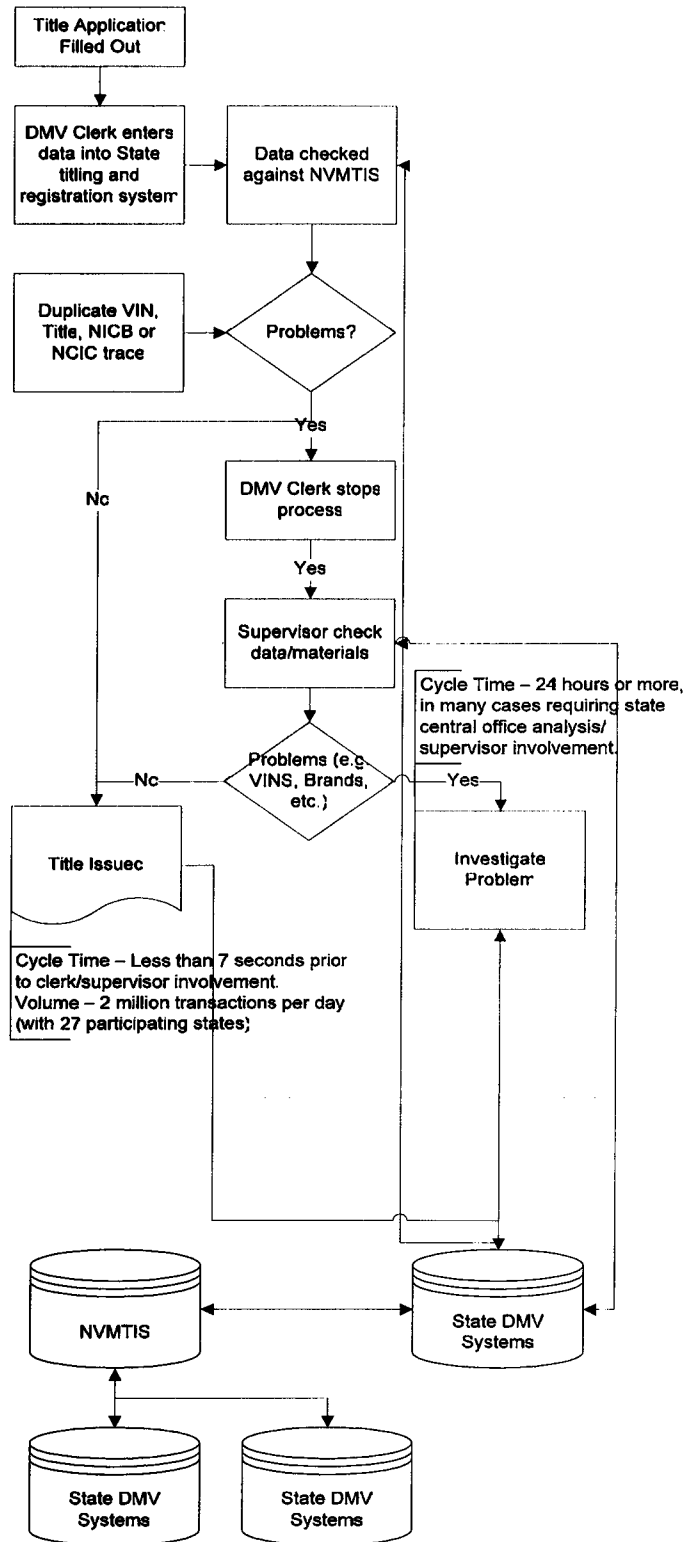 Title Application
Filled Out
DMV Clerk enters
data into State
titling and
registration system
Data checked
against NVMTIS
Duplicate VIN,
Title, NICB or
NCIC trace
Problems?
Yes
Nc
DMV Clerk stops
process
Yes
Supervisor check
data/materials
Cycle Time – 24 hours or more,
in many cases requiring state
central office analysis/
supervisor involvement.
Problems (e.g.
VINS, Brands,
etc.)
Nc
Yes
Title Issuec
Investigate
Problem
Cycle Time – Less than 7 seconds prior
to clerk/supervisor involvement.
Volume – 2 million transactions per day
(with 27 participating states)
NVMTIS
State DMV
Systems
State DMV
Systems
State DMV
Systems